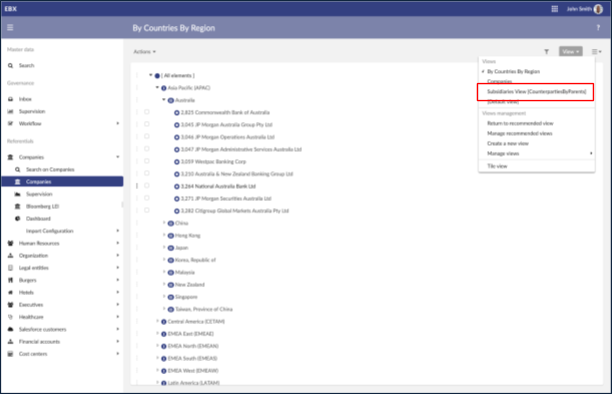 EBX
John Smith
By Countries By Region
?
Master data
Search
Governance
Inbox
Supervision
Workflow
Referentials
Companies
Search on Companies
Companies
Supervision
Bloomberg LEI
Dashboard
Import Configuration
Human Resources
Organization
Legal entities
Burgers
Hotels
Executives
Healthcare
Salesforce customers
Financial accounts
Cost centers
Actions
View
[ All elements ]
Asia Pacific (APAC)
Australia
2,825 Commonwealth Bank of Australia
3,045 JP Morgan Australia Group Pty Ltd
3,046 JP Morgan Operations Australia Ltd
3,047 JP Morgan Administrative Services Australia Ltd
3,059 Westpac Banking Corp
3,210 Australia & New Zealand Banking Group Ltd
3,264 National Australia Bank Ltd
3,271 JP Morgan Securities Australia Ltd
3,282 Citigroup Global Markets Australia Pty Ltd
China
Hong Kong
Japan
Korea, Republic of
Malaysia
New Zealand
Singapore
Taiwan, Province of China
Central America (CETAM)
EMEA East (EMEAE)
EMEA North (EMEAN)
EMEA South (EMEAS)
EMEA West (EMEAW)
Latin America (LATAM)
Views
By Countries By Region
Companies
Subsidiaries View [CounterpartiesByParents]
[Default view]
Views management
Return to recommended view
Manage recommended views
Create a new view
Manage views
Tile view